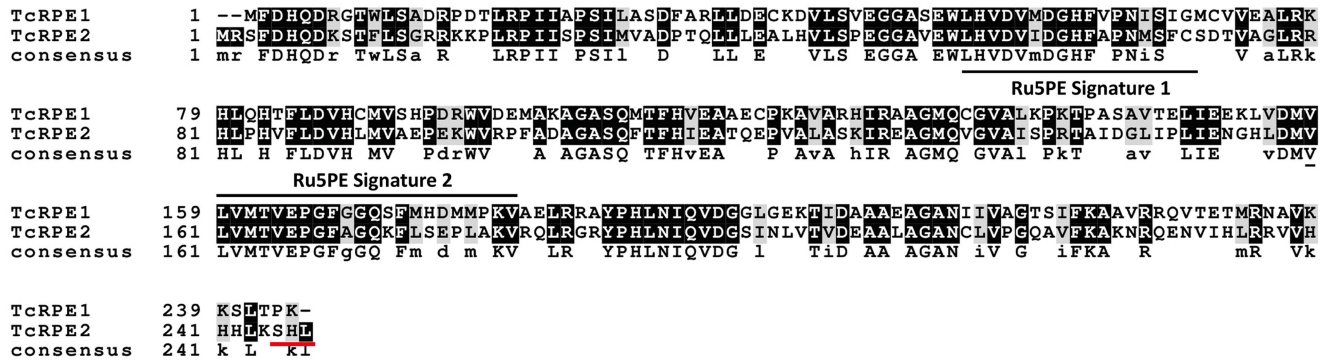 TcRPE1 1 --MFDHQDRGTWLSADRPDTLRPIIAPSILASDFARLLDECKDVLSVEGGASEWLHVDVMDGHFVPNISIGMCVVEALRK
TcRPE2 1 MRSFDHQDKSTFLSGRRKKPLRPIISPSIMVADPTQLLLEALHVLSPEGGAVEWLHVDVIDGHFAPNMSFCSDTVAGLRR
consensus 1 mr FDHQDr TwLSa R   LRPII PSIl  D   LL E   VLS EGGA EWLHVDVmDGHF PNiS     V aLRk
Ru5PE Signature 1
TcRPE1 79 HLQHTFLDVHCMVSHPDRWVDEMAKAGASQMTFHVEAAECPKAVARHIRAAGMQCGVALKPKTPASAVTELIEEKLVDMV
TcRPE2 81 HLPHVFLDVHLMVAEPEKWVRPFADAGASQFTFHIEATQEPVALASKIREAGMQVGVAISPRTAIDGLIPLIENGHLDMV
consensus 81 HL H FLDVH MV  PdrWV   A AGASQ TFHvEA   P AvA hIR AGMQ GVAl PkT   av  LIE   vDMV
Ru5PE Signature 2
TcRPE1 159 LVMTVEPGFGGQSFMHDMMPKVAELRRAYPHLNIQVDGGLGEKTIDAAAEAGANIIVAGTSIFKAAVRRQVTETMRNAVK
TcRPE2 161 LVMTVEPGFAGQKFLSEPLAKVRQLRGRYPHLNIQVDGSINLVTVDEAALAGANCLVPGQAVFKAKNRQENVIHLRRVVH
consensus 161 LVMTVEPGFgGQ Fm d m KV  LR  YPHLNIQVDG l   TiD AA AGAN iV G  iFKA  R     mR Vk
TcRPE1 239 KSLTPK-
TcRPE2 241 HHLKSHL
consensus 241 k L  kl